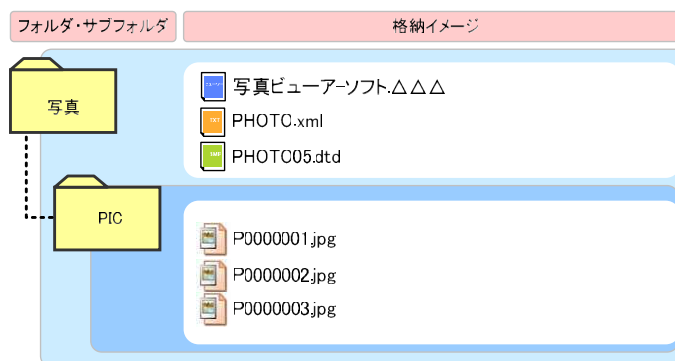 フォルダ・サブフォルダ
格納イメージ
写真
写真ビューアーソフト.△△△
PHOTO.xml
PHOTO05.dtd
PIC
P0000001.jpg
P0000002.jpg
P0000003.jpg